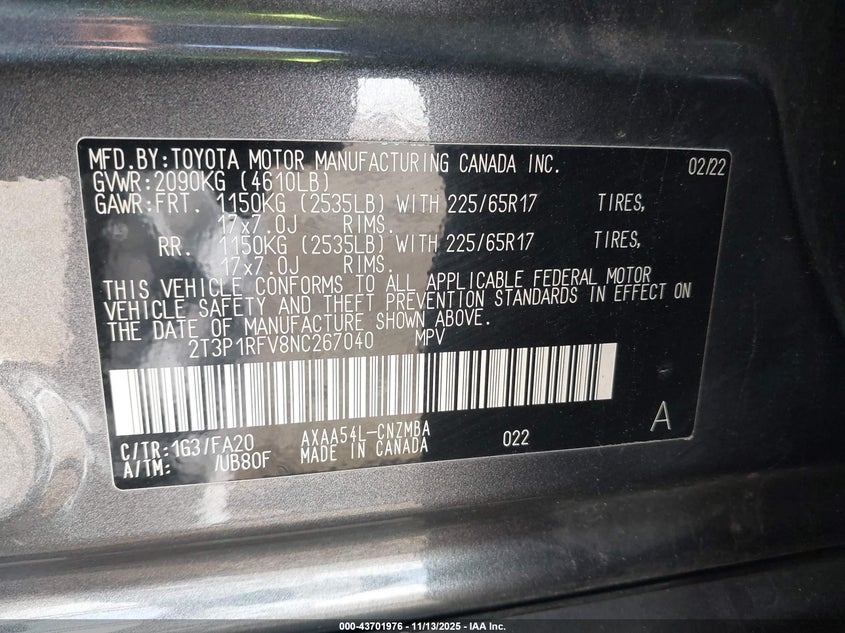 MFD.BY:TOYOTA MOTOR MANUFACTURING CANADA INC. 02/22
GVWR:2090KG (4610LB)
GAWR:FRT. 1150KG (2535LB) WITH 225/65R17 TIRES,
17x7.0J RIMS.
RR. 1150KG (2535LB) WITH 225/65R17 TIRES,
17x7.0J RIMS.
THIS VEHICLE CONFORMS TO ALL APPLICABLE FEDERAL MOTOR
VEHICLE SAFETY AND THEFT PREVENTION STANDARDS IN EFFECT ON
THE DATE OF MANUFACTURE SHOWN ABOVE.
2T3P1RFV8NC267040 MPV
A
C/TR:1G3/FA20 AXAA54L-CNZMBA 022
A/TM: /UB80F MADE IN CANADA
000-43701976 - 11/13/2025 - IAA Inc.